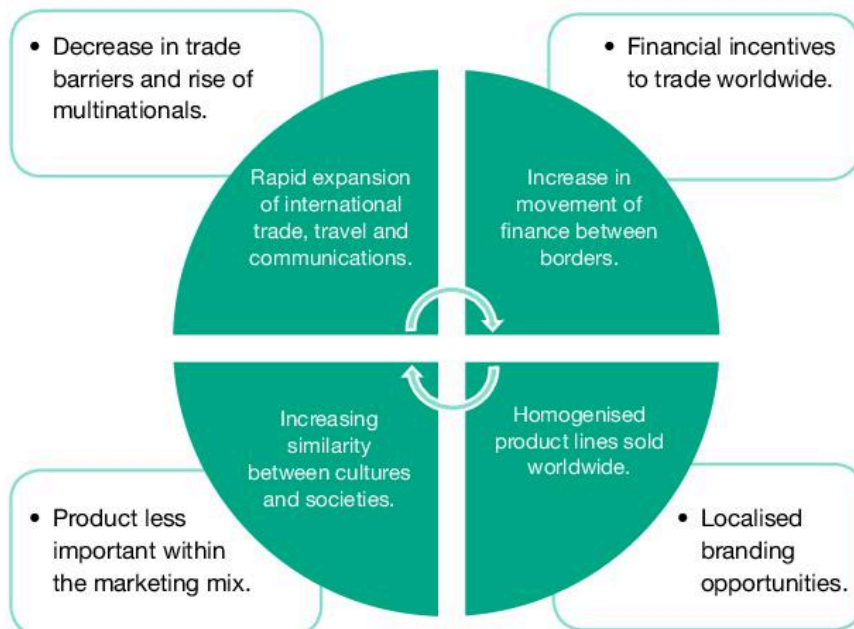 • Decrease in trade
barriers and rise of
multinationals.
• Financial incentives
to trade worldwide.
Rapid expansion
of international
trade, travel and
communications.
Increase in
movement of
finance between
borders.
Increasing
similarity
between cultures
and societies.
Homogenised
product lines sold
worldwide.
• Product less
important within
the marketing mix.
• Localised
branding
opportunities.